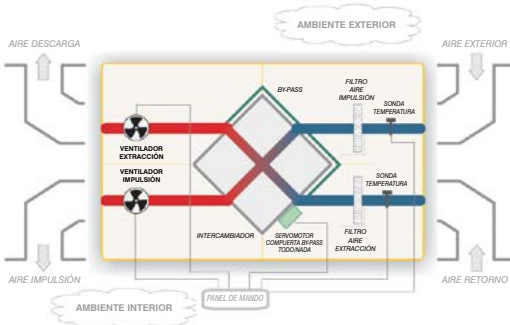 AMBIENTE EXTERIOR
AIRE DESCARGA
AIRE EXTERIOR
BY-PASS
FILTRO
AIRE
IMPULSIÓN
SONDA
TEMPERATURA
VENTILADOR
EXTRACCIÓN
VENTILADOR
IMPULSIÓN
SONDA
TEMPERATURA
INTERCAMBIADOR
SERVOMOTOR
COMPUERTA BY-PASS
TODO/NADA
FILTRO
AIRE
EXTRACCIÓN
AIRE IMPULSIÓN
AIRE RETORNO
PANEL DE MANDO
AMBIENTE INTERIOR